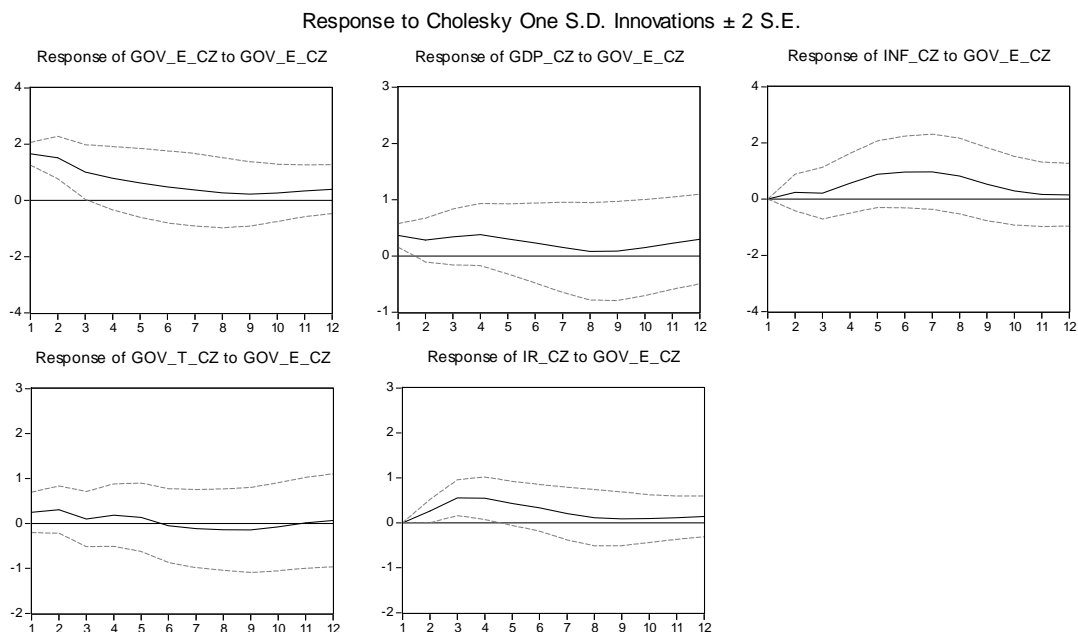 Response to Cholesky One S.D. Innovations ± 2 S.E.
Response of GOV_E_CZ to GOV_E_CZ
4
2
0
-2
-4
1 2 3 4 5 6 7 8 9 10 11 12
Response of GDP_CZ to GOV_E_CZ
3
2
1
0
-1
1 2 3 4 5 6 7 8 9 10 11 12
Response of INF_CZ to GOV_E_CZ
4
2
0
-2
-4
1 2 3 4 5 6 7 8 9 10 11 12
Response of GOV_T_CZ to GOV_E_CZ
3
2
1
0
-1
-2
1 2 3 4 5 6 7 8 9 10 11 12
Response of IR_CZ to GOV_E_CZ
3
2
1
0
-1
-2
1 2 3 4 5 6 7 8 9 10 11 12